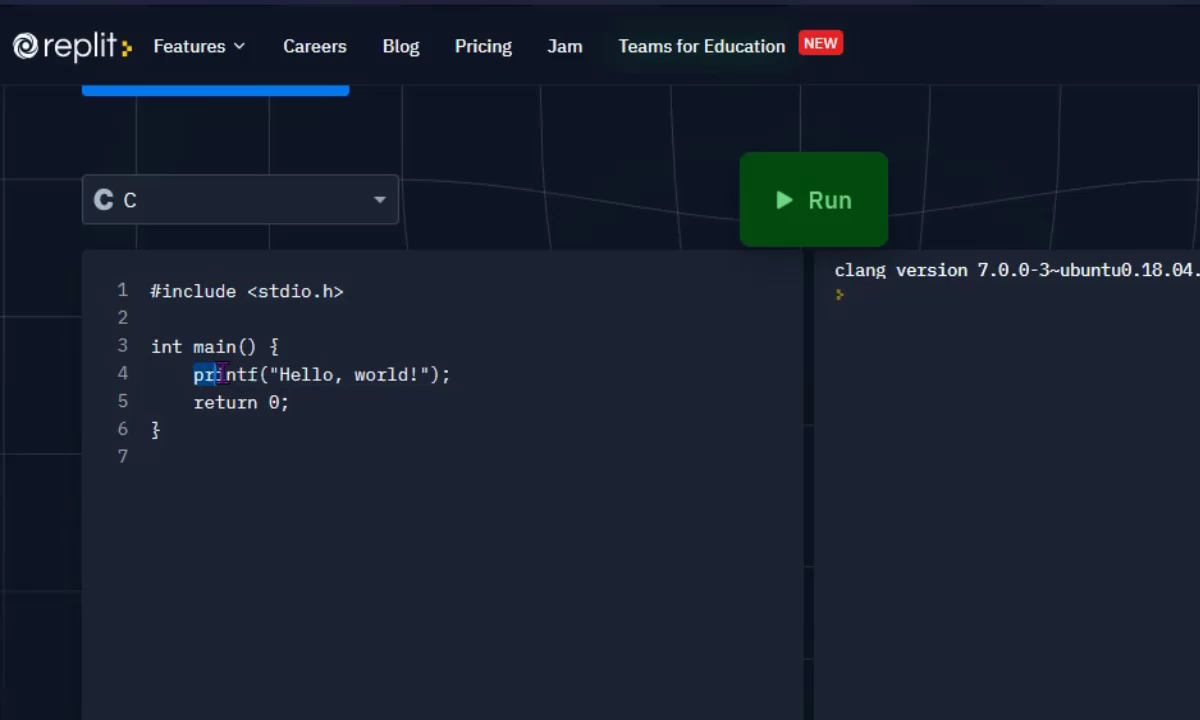 replit Features Careers Blog Pricing Jam Teams for Education NEW
C C
Run
clang version 7.0.0-3~ubuntu0.18.04.
1 #include <stdio.h>
2
3 int main() {
4     printf("Hello, world!");
5     return 0;
6 }
7